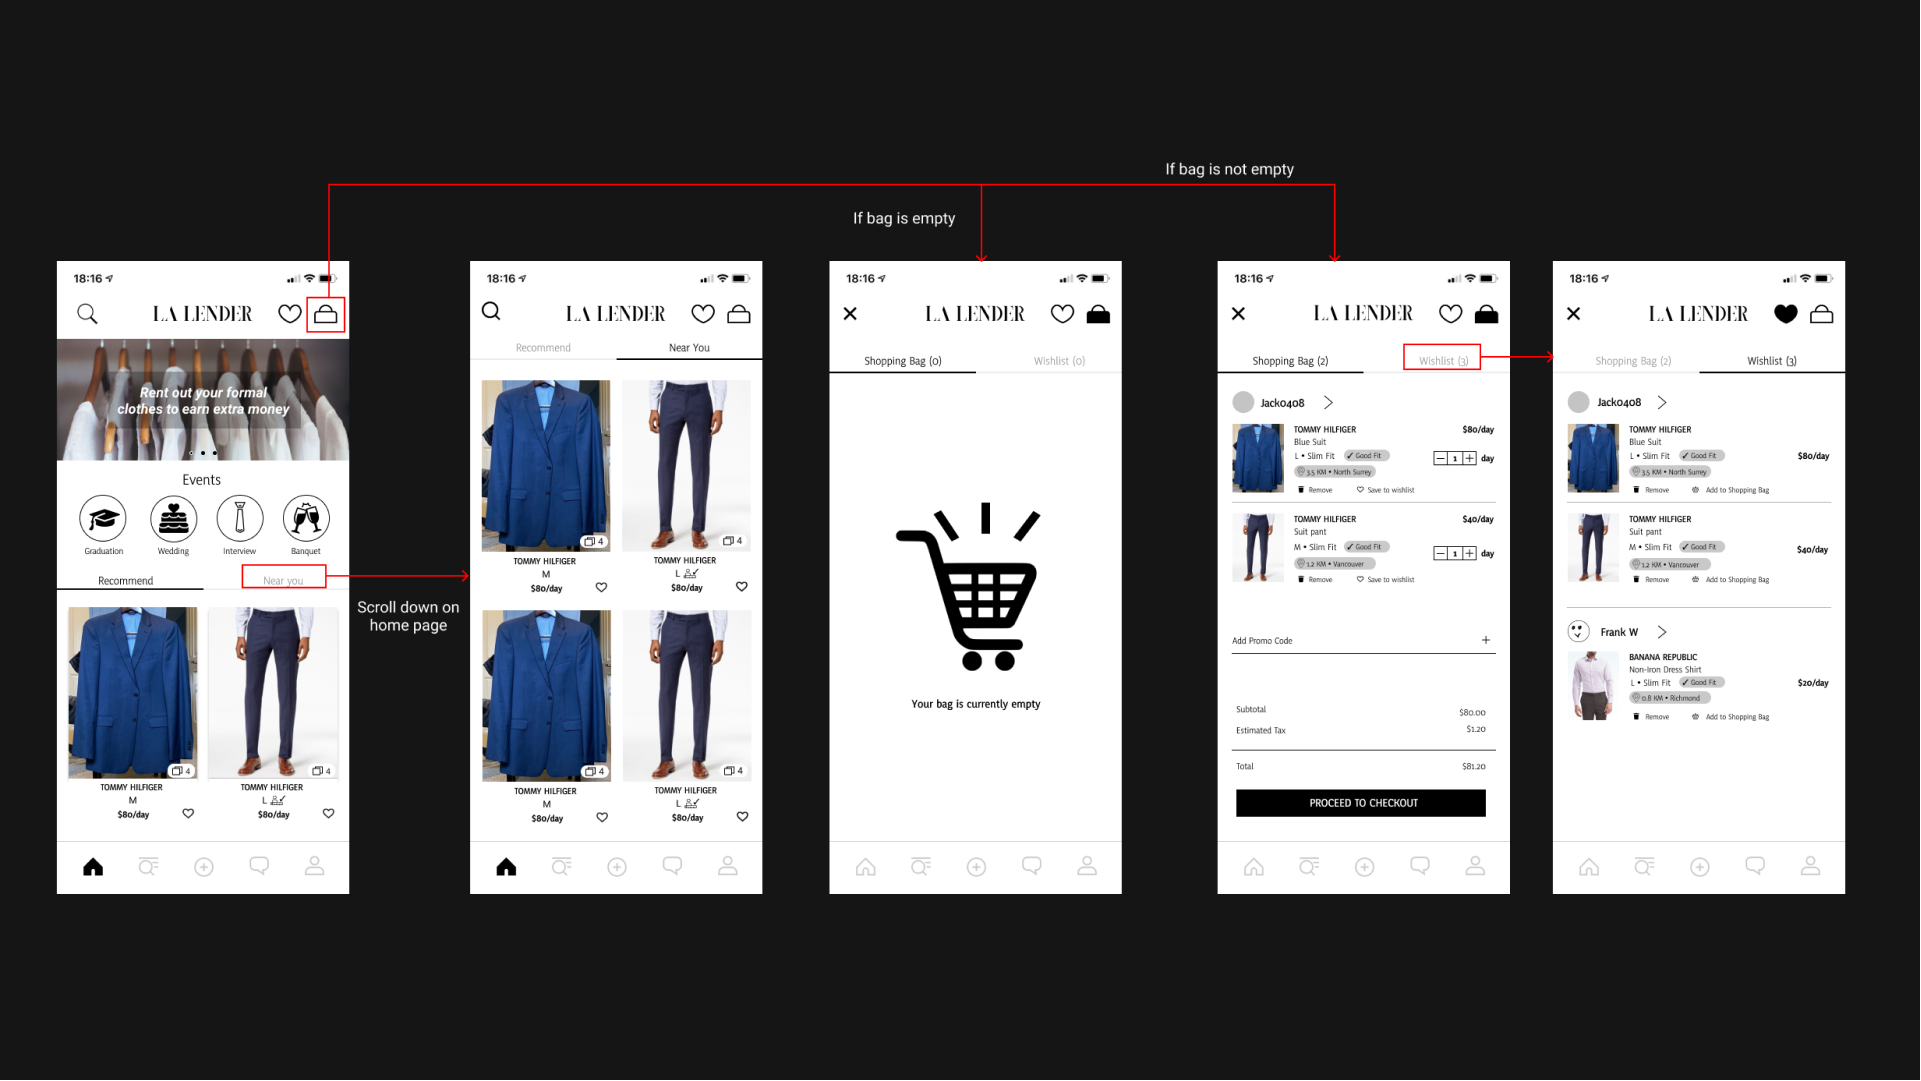 If bag is not empty
If bag is empty
18:16
LA LENDER
Rent out your formal
clothes to earn extra money
Events
Graduation
Wedding
Interview
Banquet
Recommend
Near you
4
4
TOMMY HILFIGER
M
$80/day
TOMMY HILFIGER
L
$80/day
Scroll down on
home page
18:16
LA LENDER
Recommend
Near You
4
4
TOMMY HILFIGER
M
$80/day
TOMMY HILFIGER
L
$80/day
4
4
TOMMY HILFIGER
M
$80/day
TOMMY HILFIGER
L
$80/day
18:16
LA LENDER
Shopping Bag (0)
Wishlist (0)
Your bag is currently empty
18:16
LA LENDER
Shopping Bag (2)
Wishlist (3)
Jack0408
TOMMY HILFIGER
$80/day
Blue Suit
L • Slim Fit
Good Fit
1
day
3.5 KM • North Surrey
Remove
Save to wishlist
TOMMY HILFIGER
$40/day
Suit pant
M • Slim Fit
Good Fit
1
day
1.2 KM • Vancouver
Remove
Save to wishlist
Add Promo Code
Subtotal
$80.00
Estimated Tax
$1.20
Total
$81.20
PROCEED TO CHECKOUT
18:16
LA LENDER
Shopping Bag (2)
Wishlist (3)
Jack0408
TOMMY HILFIGER
Blue Suit
L • Slim Fit
Good Fit
$80/day
3.5 KM • North Surrey
Remove
Add to Shopping Bag
TOMMY HILFIGER
Suit pant
M • Slim Fit
Good Fit
$40/day
1.2 KM • Vancouver
Remove
Add to Shopping Bag
Frank W
BANANA REPUBLIC
Non-Iron Dress Shirt
L • Slim Fit
Good Fit
$20/day
0.8 KM • Richmond
Remove
Add to Shopping Bag